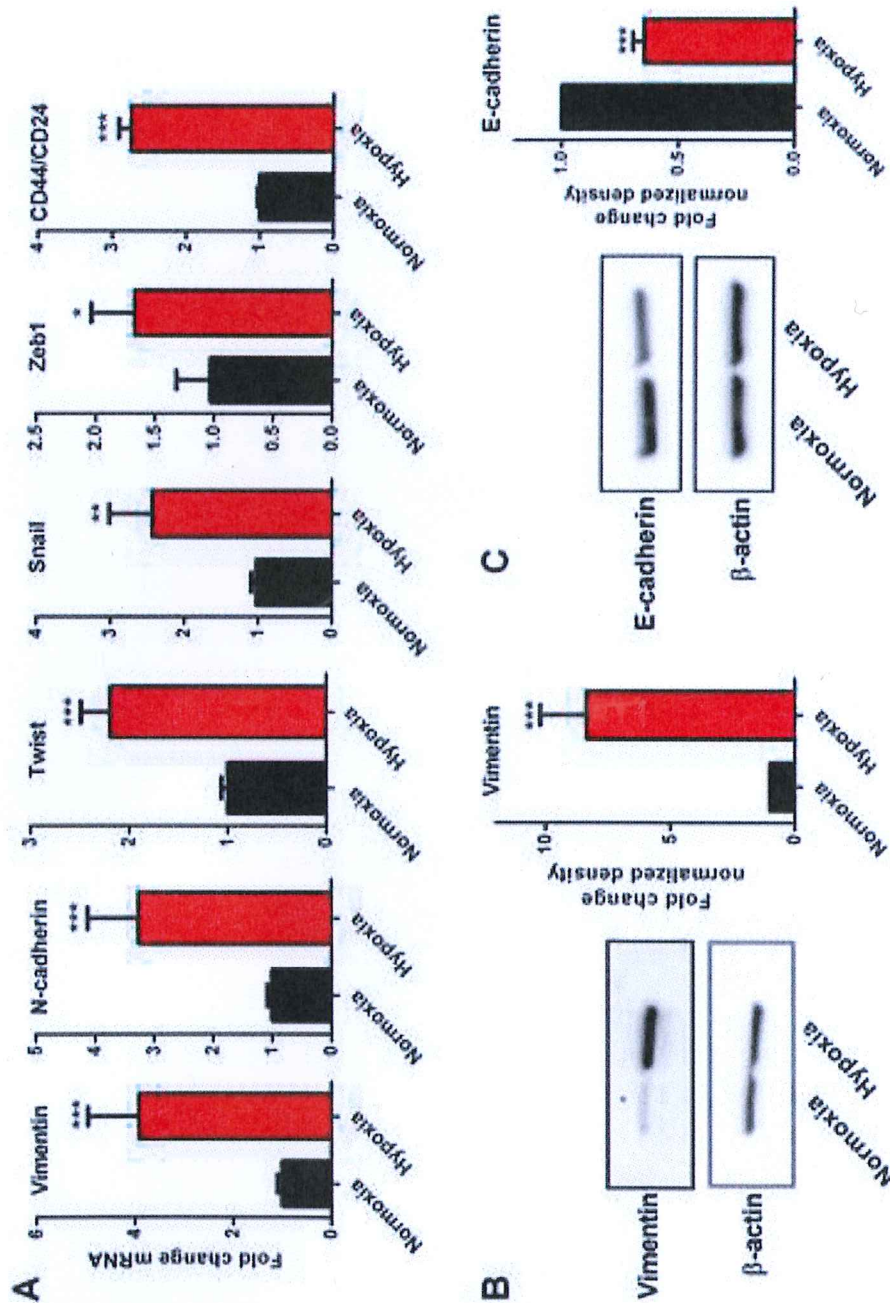 A
Fold change mRNA
Vimentin
6
4
2
0
Normoxia
Hypoxia
***
N-cadherin
5
4
3
2
1
0
Normoxia
Hypoxia
***
Twist
3
2
1
0
Normoxia
Hypoxia
***
Snail
4
3
2
1
0
Normoxia
Hypoxia
**
Zeb1
2.5
2.0
1.5
1.0
0.5
0.0
Normoxia
Hypoxia
*
CD44/CD24
4
3
2
1
0
Normoxia
Hypoxia
***
B
Vimentin
β-actin
Normoxia
Hypoxia
Vimentin
Fold change
normalized density
10
5
0
Normoxia
Hypoxia
***
C
E-cadherin
β-actin
Normoxia
Hypoxia
E-cadherin
Fold change
normalized density
1.0
0.5
0.0
Normoxia
Hypoxia
***